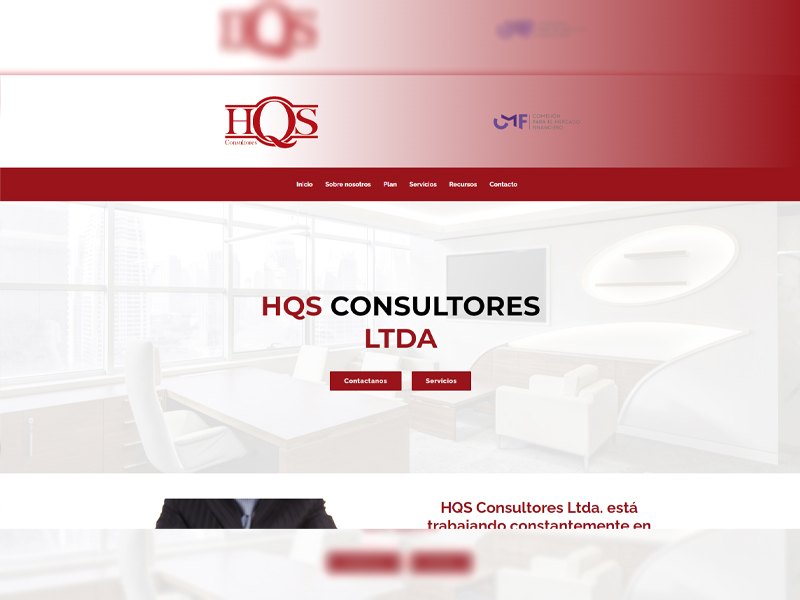 HQS
Consultores
CMF
COMISIÓN
PARA EL MERCADO
FINANCIERO
Inicio Sobre nosotros Plan Servicios Recursos Contacto
HQS CONSULTORES
LTDA
Contactanos Servicios
HQS Consultores Ltda. está
trabajando constantemente en